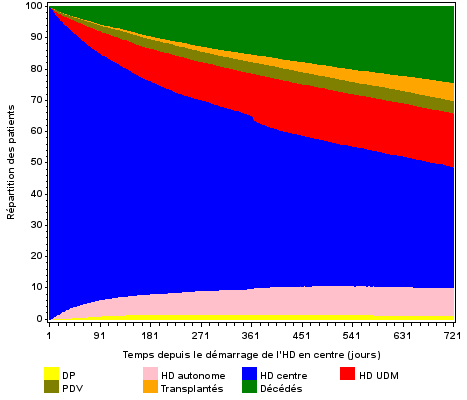 100
90
80
70
60
50
40
30
20
10
0
Répartition des patients
1 91 181 271 361 451 541 631 721
Temps depuis le démarrage de l'HD en centre (jours)
DP HD autonome HD centre HD UDM
PDV Transplantés Décédés